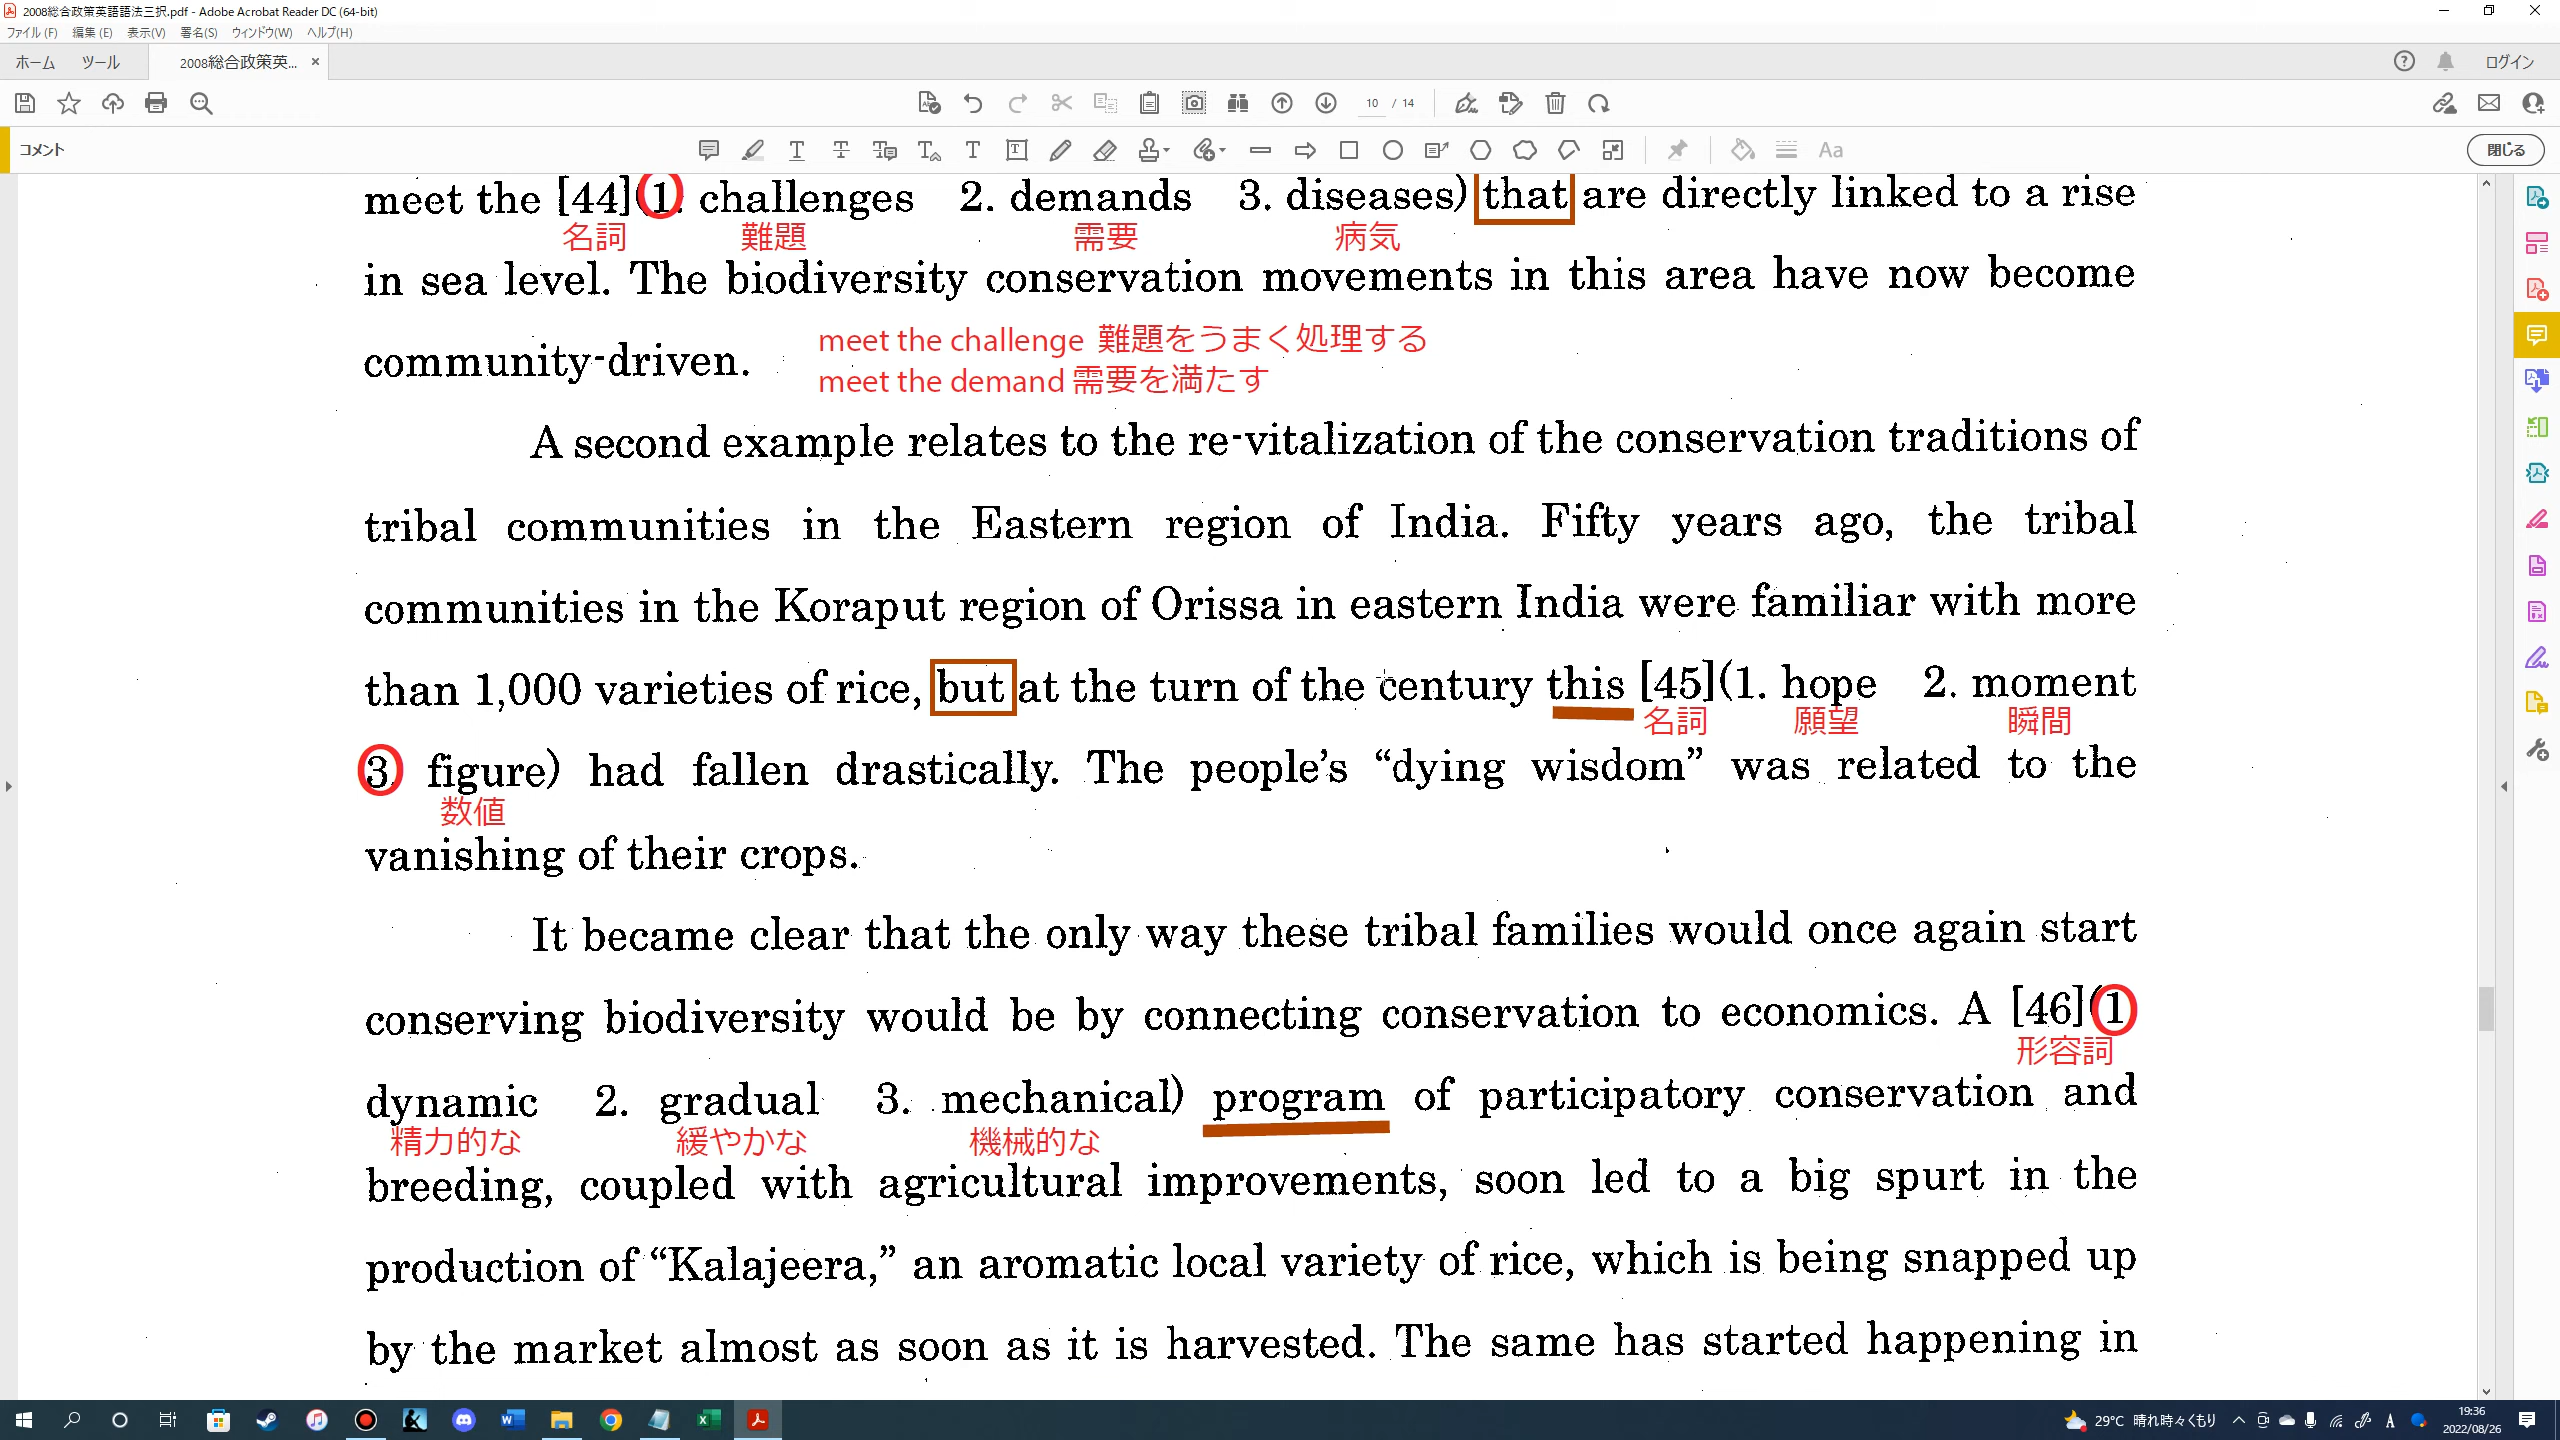 2008総合政策英語語法三択.pdf - Adobe Acrobat Reader DC (64-bit)
ファイル(F) 編集(E) 表示(V) 署名(S) ウィンドウ(W) ヘルプ(H)
ホーム ツール 2008総合政策英... × ログイン
10 / 14
コメント Aa 閉じる
meet the [44](1. challenges 2. demands 3. diseases) that are directly linked to a rise
名詞 難題 需要 病気
in sea level. The biodiversity conservation movements in this area have now become
meet the challenge 難題をうまく処理する
community-driven.
meet the demand 需要を満たす
A second example relates to the re-vitalization of the conservation traditions of
tribal communities in the Eastern region of India. Fifty years ago, the tribal
communities in the Koraput region of Orissa in eastern India were familiar with more
than 1,000 varieties of rice, but at the turn of the century this [45](1. hope 2. moment
名詞 願望 瞬間
3 figure) had fallen drastically. The people's “dying wisdom” was related to the
数値
vanishing of their crops.
It became clear that the only way these tribal families would once again start
conserving biodiversity would be by connecting conservation to economics. A [46](1
形容詞
dynamic 2. gradual 3. mechanical) program of participatory conservation and
精力的な 緩やかな 機械的な
breeding, coupled with agricultural improvements, soon led to a big spurt in the
production of “Kalajeera,” an aromatic local variety of rice, which is being snapped up
by the market almost as soon as it is harvested. The same has started happening in
29°C 晴れ時々くもり A 19:36
2022/08/26